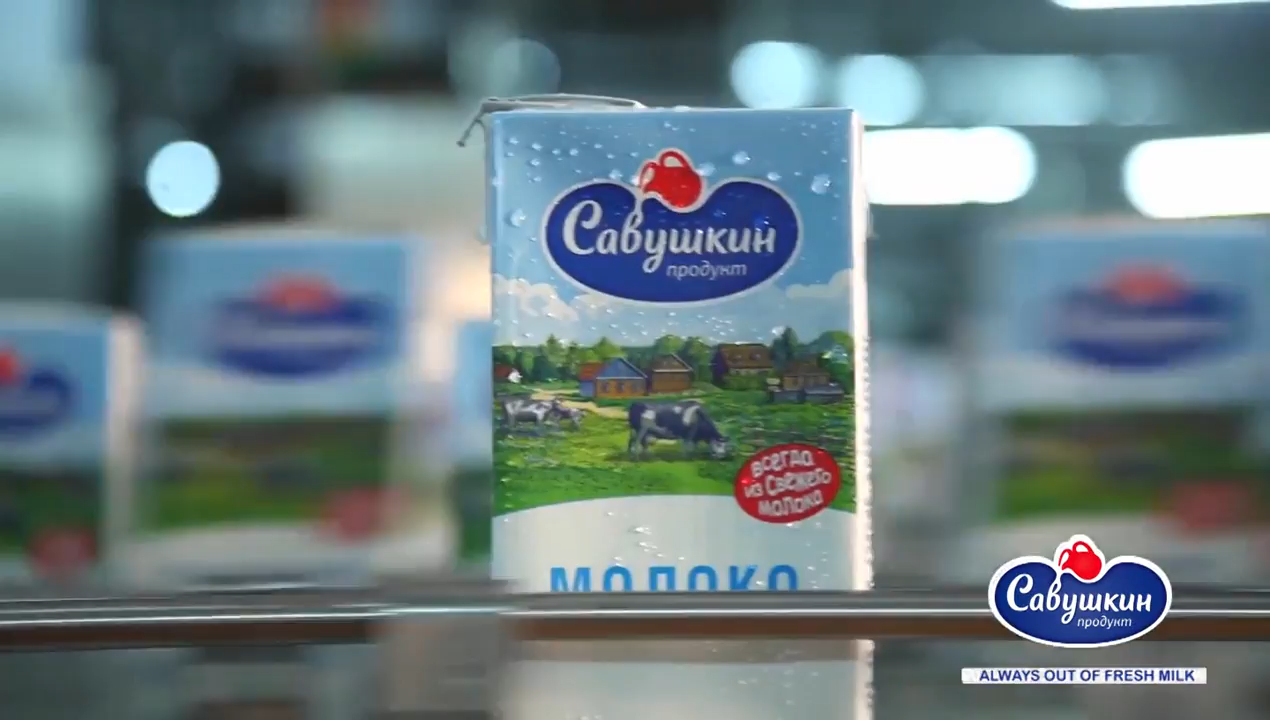 Савушкин
продукт
всегда
из свежего
молока
МОЛОКО
Савушкин
продукт
ALWAYS OUT OF FRESH MILK